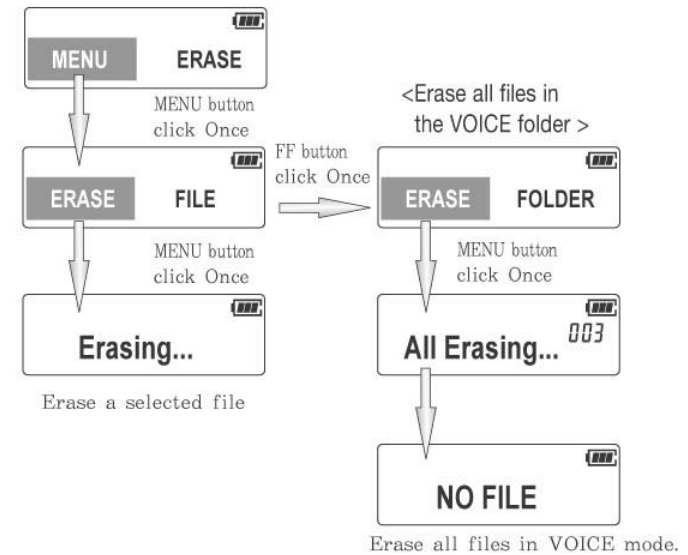 MENU ERASE
MENU button
click Once
ERASE FILE
MENU button
click Once
Erasing...
Erase a selected file
FF button
click Once
<Erase all files in
the VOICE folder >
ERASE FOLDER
MENU button
click Once
All Erasing... 003
NO FILE
Erase all files in VOICE mode.